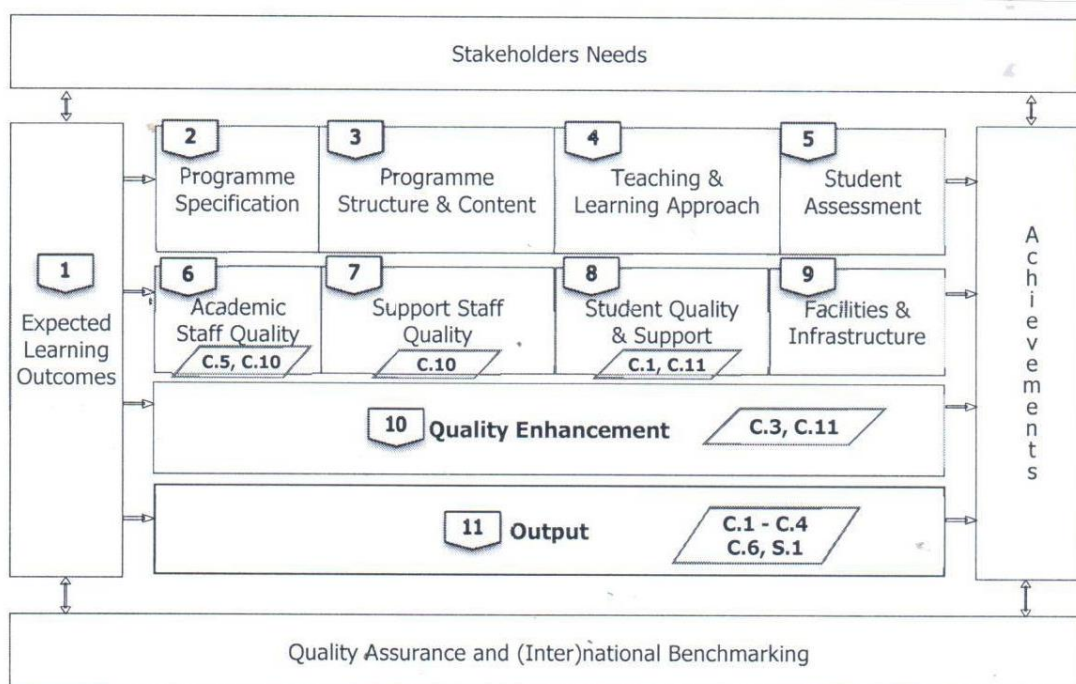 Stakeholders Needs
1
Expected
Learning
Outcomes
2
Programme
Specification
3
Programme
Structure & Content
4
Teaching &
Learning Approach
5
Student
Assessment
6
Academic
Staff Quality
C.5, C.10
7
Support Staff
Quality
C.10
8
Student Quality
& Support
C.1, C.11
9
Facilities &
Infrastructure
10
Quality Enhancement
C.3, C.11
11
Output
C.1 - C.4
C.6, S.1
Achievements
Quality Assurance and (Inter)national Benchmarking